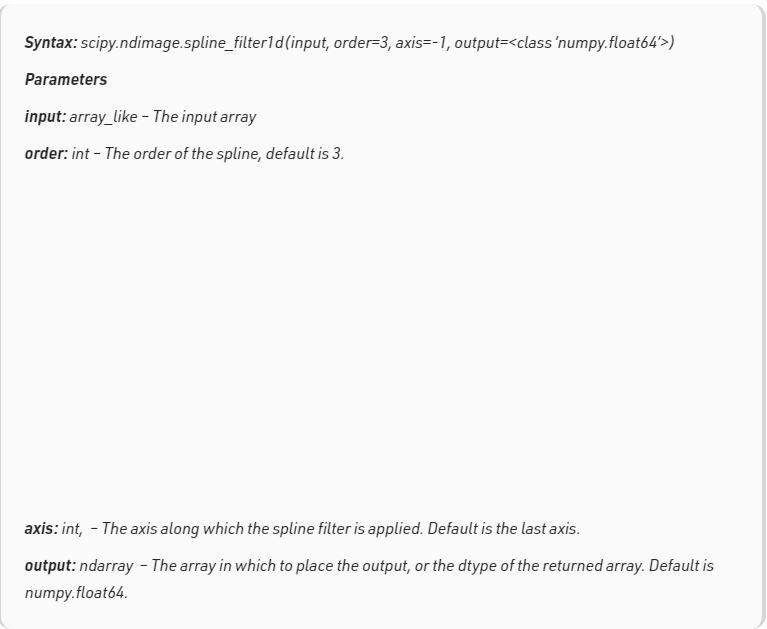 Syntax: scipy.ndimage.spline_filter1d(input, order=3, axis=-1, output=<class 'numpy.float64'>)
Parameters
input: array_like – The input array
order: int – The order of the spline, default is 3.
axis: int,  – The axis along which the spline filter is applied. Default is the last axis.
output: ndarray  – The array in which to place the output, or the dtype of the returned array. Default is
numpy.float64.